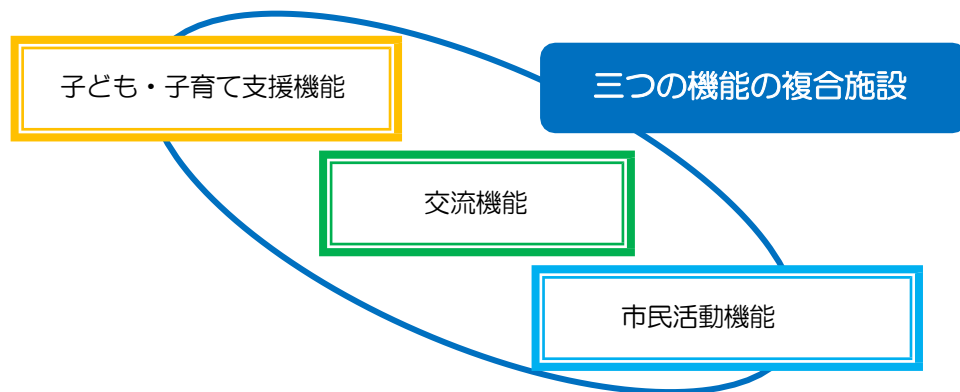 子ども・子育て支援機能
三つの機能の複合施設
交流機能
市民活動機能